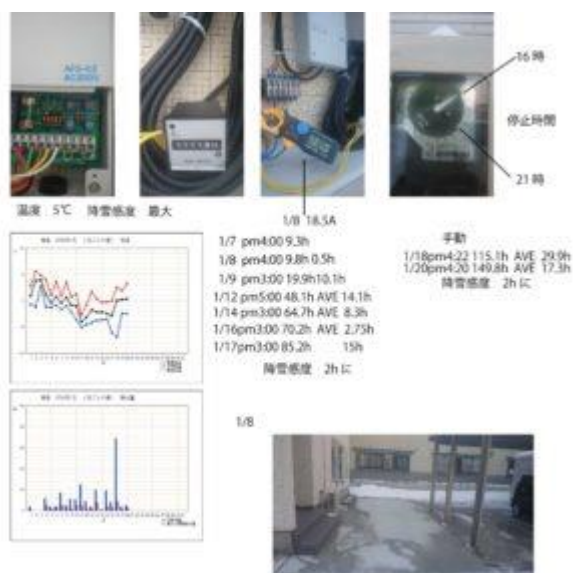 AC200V
16時
停止時間
21時
温度 5℃ 降雪感度 最大
1/8 18.5A
1/7 pm4:00 9.3h
1/8 pm4:00 9.8h 0.5h
1/9 pm3:00 19.9h10.1h
1/12 pm5:00 48.1h AVE 14.1h
1/14 pm3:00 64.7h AVE 8.3h
1/16pm3:00 70.2h AVE 2.75h
1/17pm3:00 85.2h 15h
降雪感度 2hに
手動
1/18pm4:22 115.1h AVE 29.9h
1/20pm4:20 149.8h AVE 17.3h
降雪感度 2hに
1/8